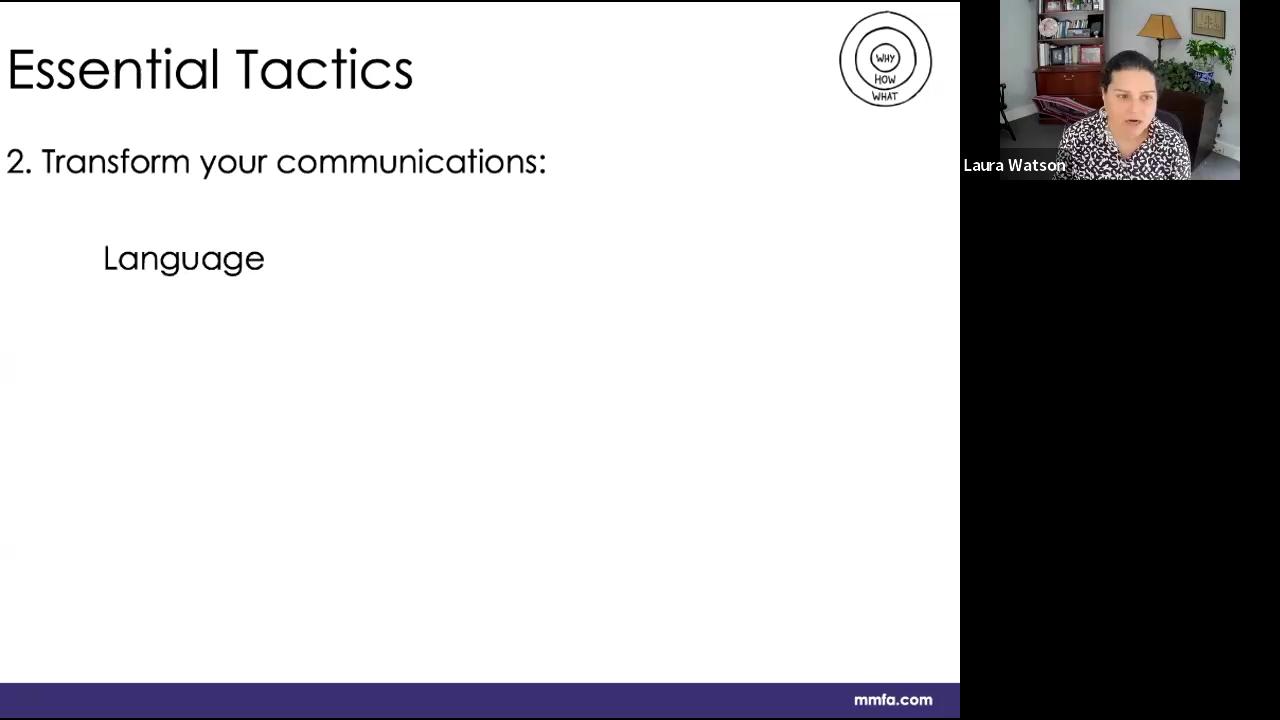 Essential Tactics
WHY
HOW
WHAT
2. Transform your communications:
Language
mmfa.com
Laura Watson